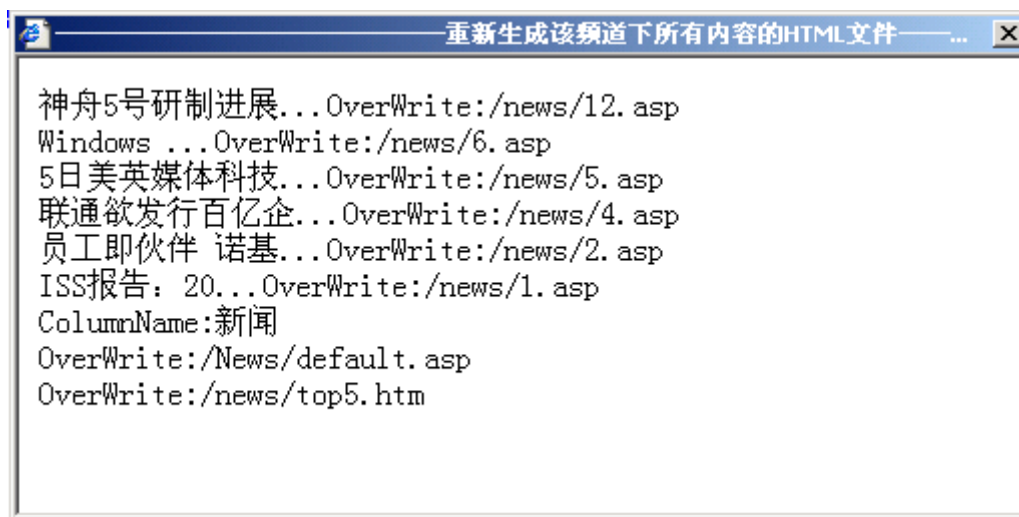 ————————————————重新生成该频道下所有内容的HTML文件——...
神舟5号研制进展...OverWrite:/news/12.asp
Windows ...OverWrite:/news/6.asp
5日美英媒体科技...OverWrite:/news/5.asp
联通欲发行百亿企...OverWrite:/news/4.asp
员工即伙伴 诺基...OverWrite:/news/2.asp
ISS报告：20...OverWrite:/news/1.asp
ColumnName:新闻
OverWrite:/News/default.asp
OverWrite:/news/top5.htm